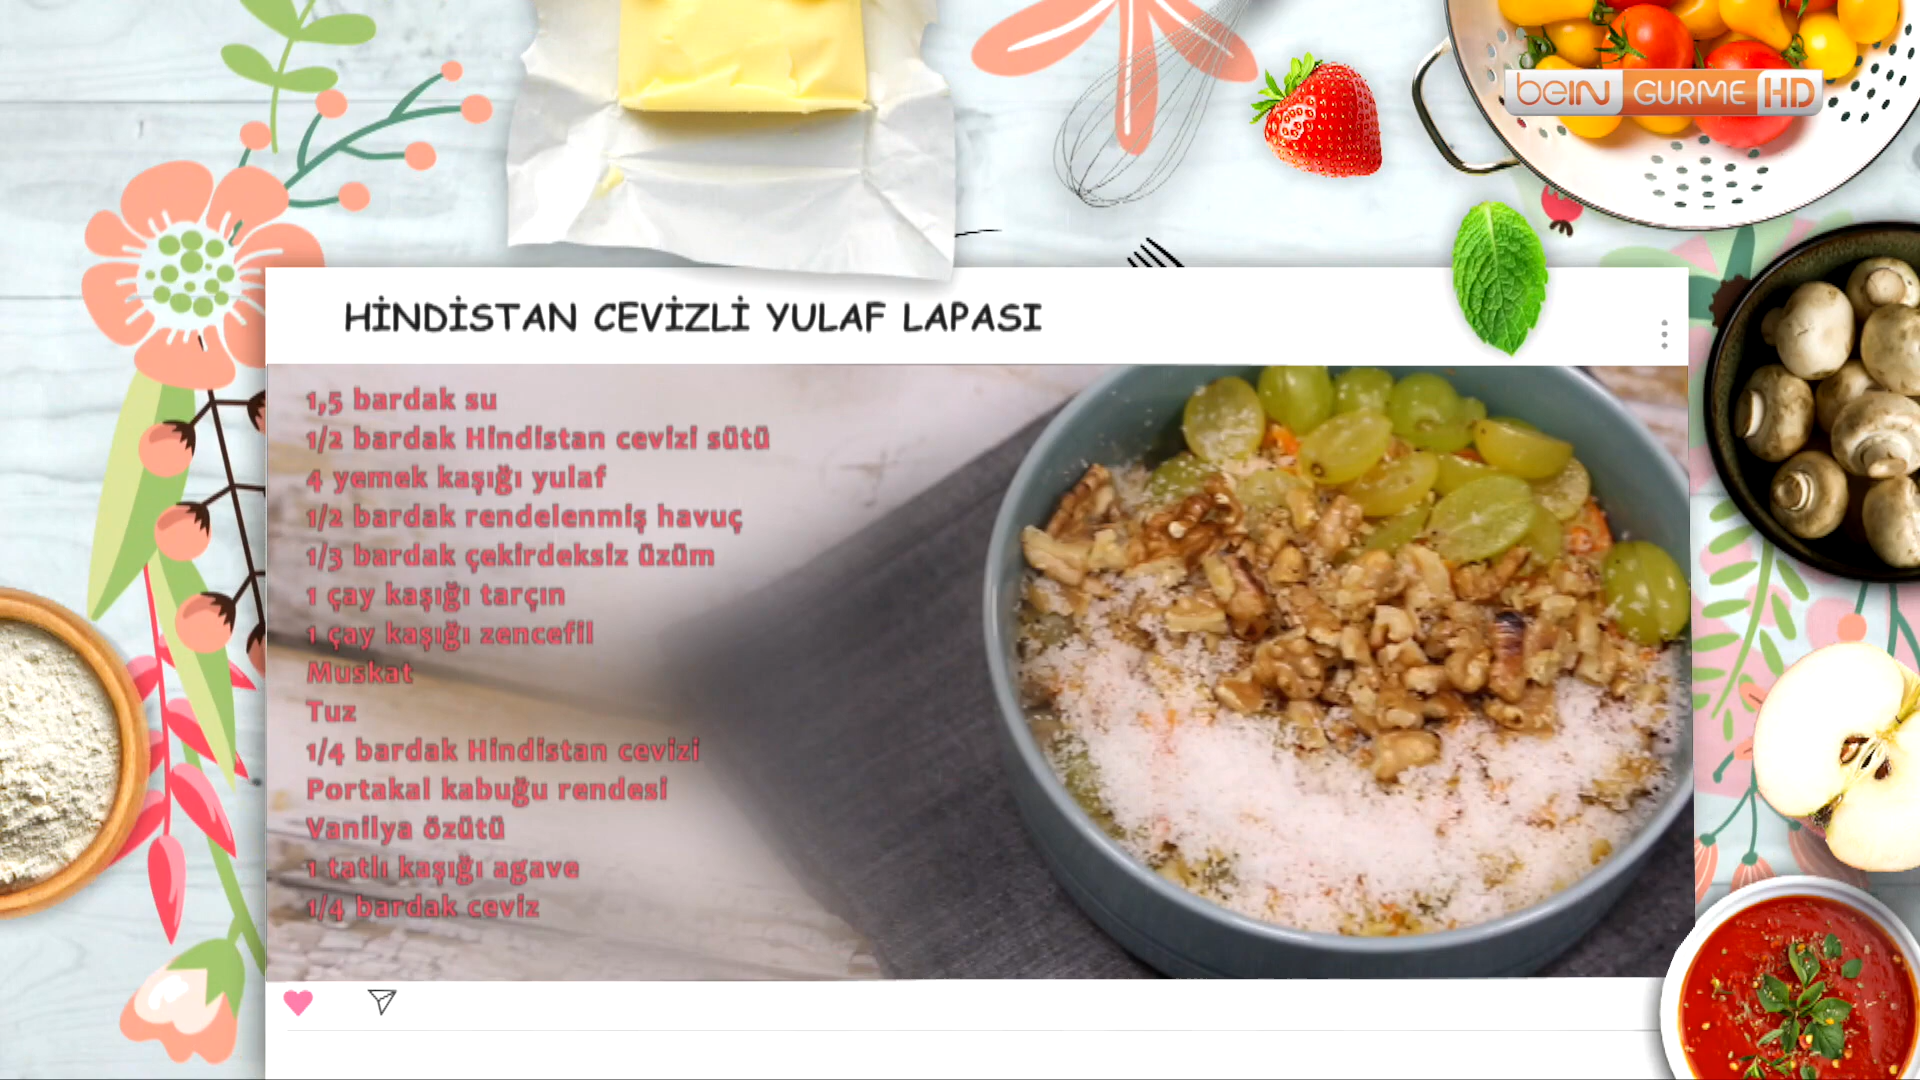 beIN GURME HD
HİNDİSTAN CEVİZLİ YULAF LAPASI
1,5 bardak su
1/2 bardak Hindistan cevizi sütü
4 yemek kaşığı yulaf
1/2 bardak rendelenmiş havuç
1/3 bardak çekirdeksiz üzüm
1 çay kaşığı tarçın
1 çay kaşığı zencefil
Muskat
Tuz
1/4 bardak Hindistan cevizi
Portakal kabuğu rendesi
Vanilya özütü
1 tatlı kaşığı agave
1/4 bardak ceviz